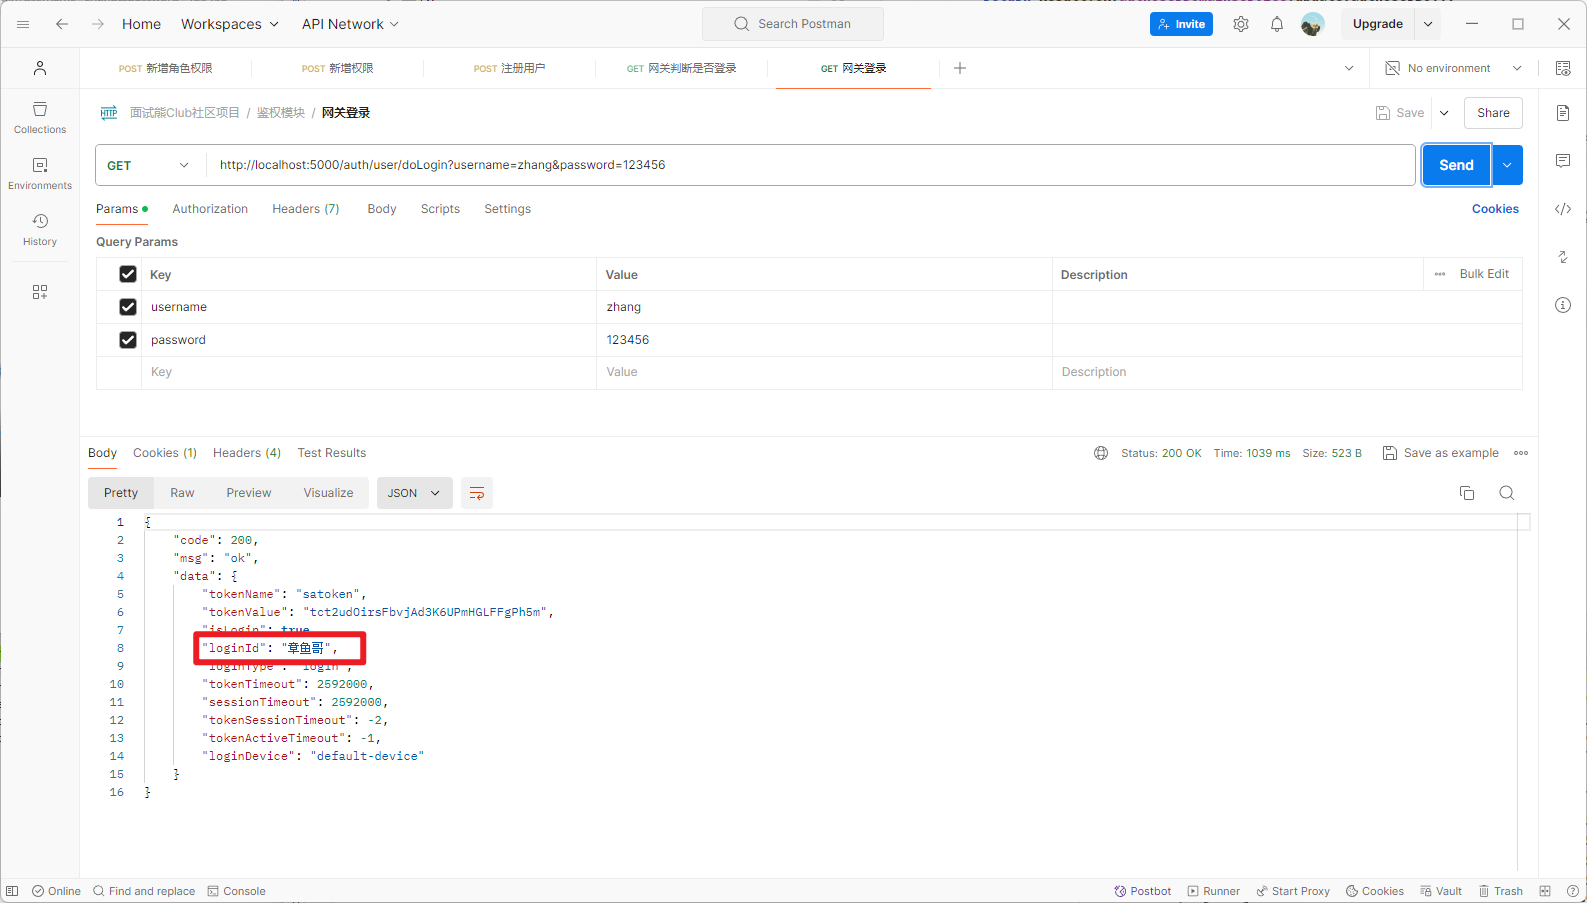 Home Workspaces API Network Search Postman Invite Upgrade
POST 新增角色权限 POST 新增权限 POST 注册用户 GET 网关判断是否登录 GET 网关登录 No environment
HTTP 面试熊Club社区项目 / 鉴权模块 / 网关登录 Save Share
Collections
Environments
History
GET http://localhost:5000/auth/user/doLogin?username=zhang&password=123456 Send
Params Authorization Headers (7) Body Scripts Settings Cookies
Query Params
Key Value Description Bulk Edit
username zhang
password 123456
Key Value Description
Body Cookies (1) Headers (4) Test Results Status: 200 OK Time: 1039 ms Size: 523 B Save as example
Pretty Raw Preview Visualize JSON
1 {
2 "code": 200,
3 "msg": "ok",
4 "data": {
5 "tokenName": "satoken",
6 "tokenValue": "tct2udOirsFbvjAd3K6UPmHGLFFgPh5m",
7 "isLogin": true,
8 "loginId": "章鱼哥",
9 "loginType": "login",
10 "tokenTimeout": 2592000,
11 "sessionTimeout": 2592000,
12 "tokenSessionTimeout": -2,
13 "tokenActiveTimeout": -1,
14 "loginDevice": "default-device"
15 }
16 }
Online Find and replace Console Postbot Runner Start Proxy Cookies Vault Trash